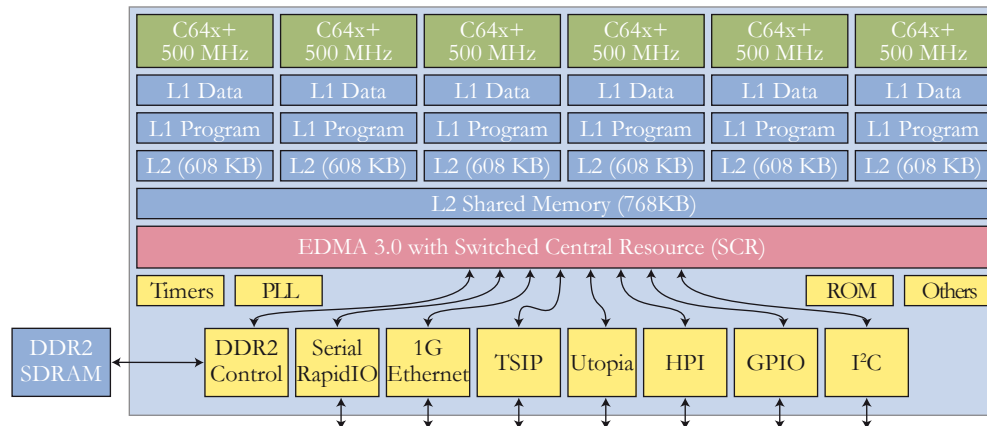 C64x+ C64x+ C64x+ C64x+ C64x+ C64x+
500 MHz 500 MHz 500 MHz 500 MHz 500 MHz 500 MHz
L1 Data L1 Data L1 Data L1 Data L1 Data L1 Data
L1 Program L1 Program L1 Program L1 Program L1 Program L1 Program
L2 (608 KB) L2 (608 KB) L2 (608 KB) L2 (608 KB) L2 (608 KB) L2 (608 KB)
L2 Shared Memory (768KB)
EDMA 3.0 with Switched Central Resource (SCR)
Timers PLL ROM Others
DDR2
SDRAM
DDR2
Control
Serial
RapidIO
1G
Ethernet
TSIP
Utopia
HPI
GPIO
I²C